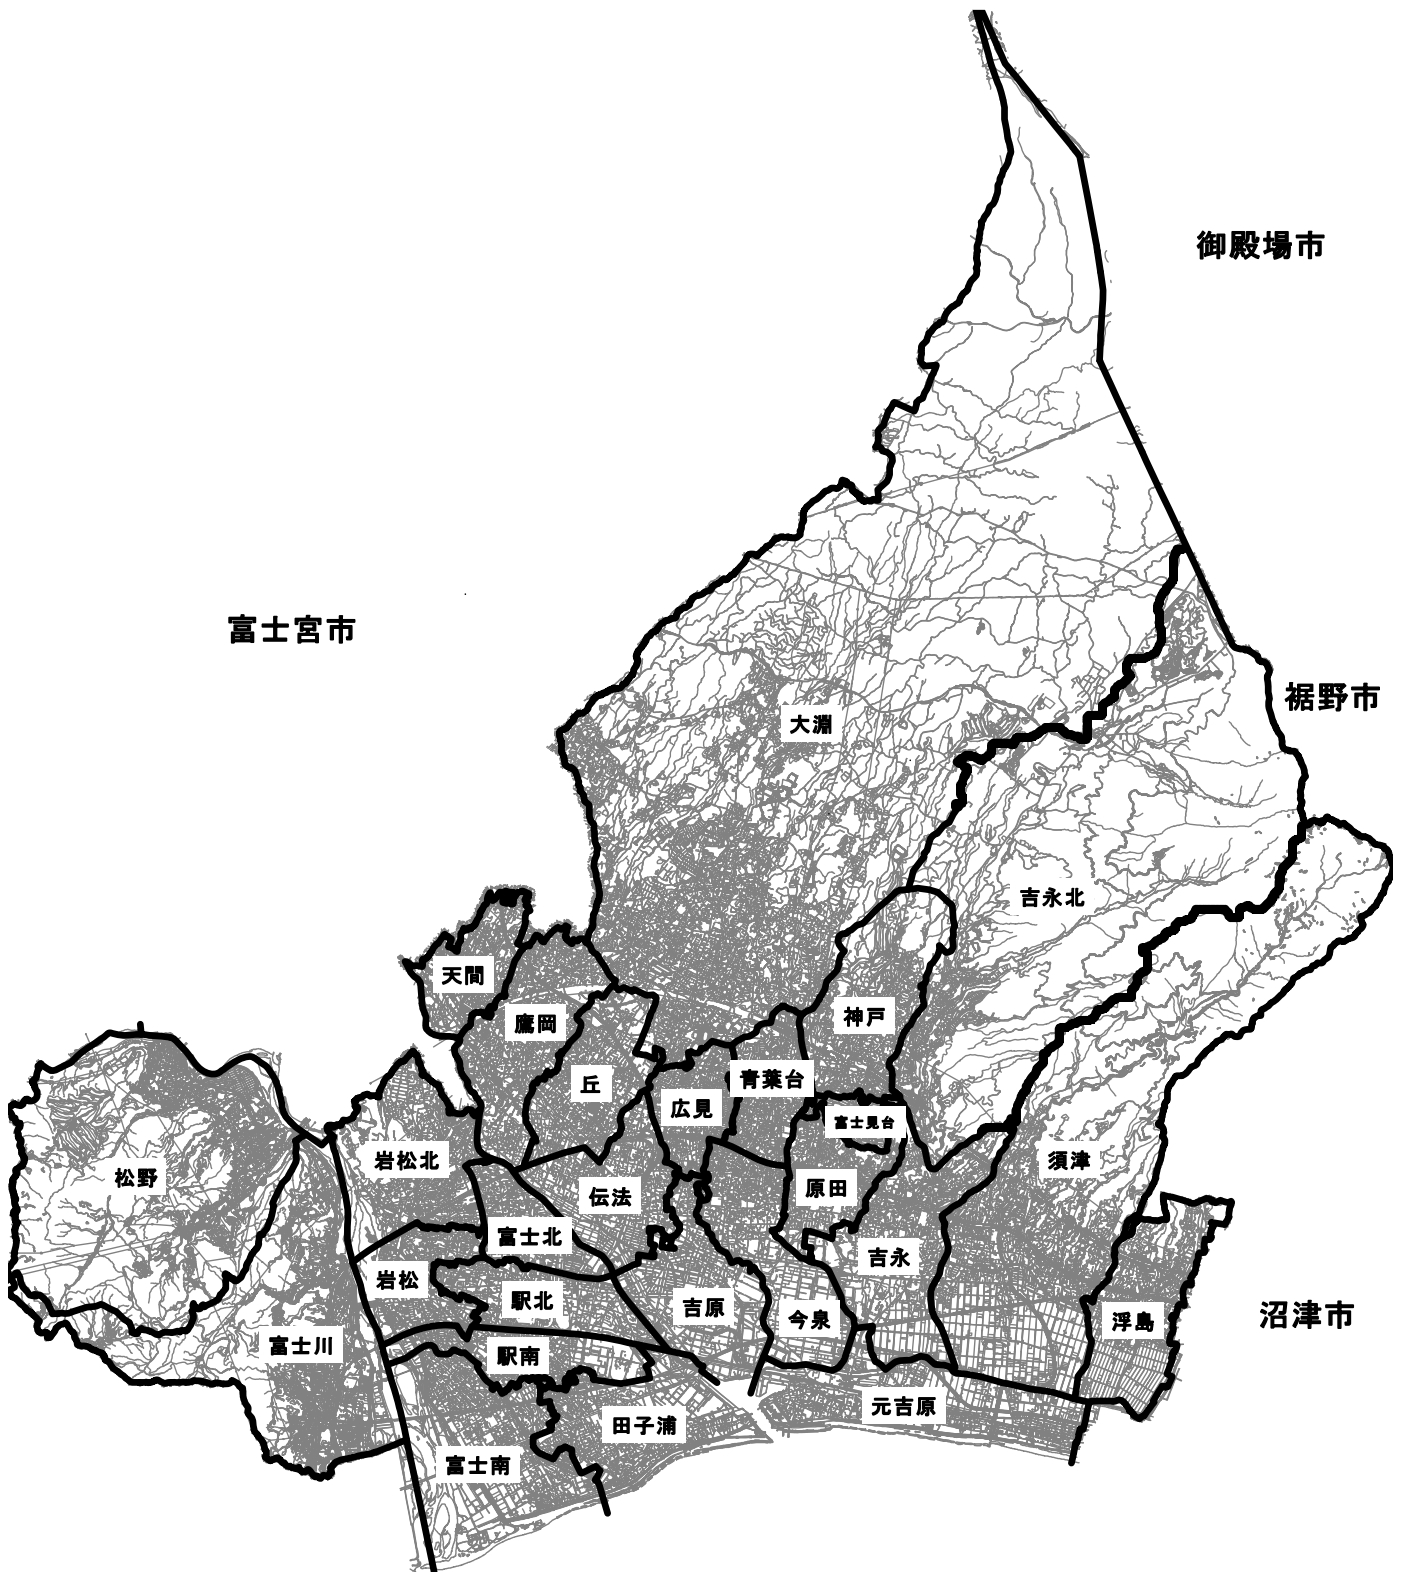 御殿場市
富士宮市
裾野市
大淵
吉永北
天間
鷹岡
神戸
丘
青葉台
広見
富士見台
岩松北
須津
松野
原田
伝法
富士北
吉永
岩松
駅北
吉原
今泉
浮島
沼津市
富士川
駅南
元吉原
田子浦
富士南